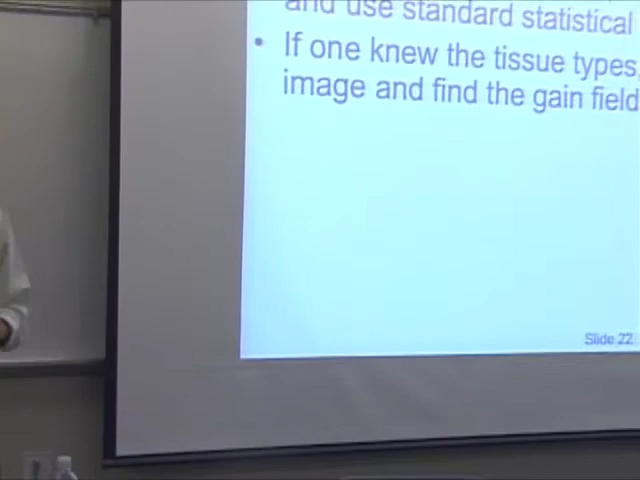 and use standard statistical
• If one knew the tissue types,
image and find the gain field
Slide 22